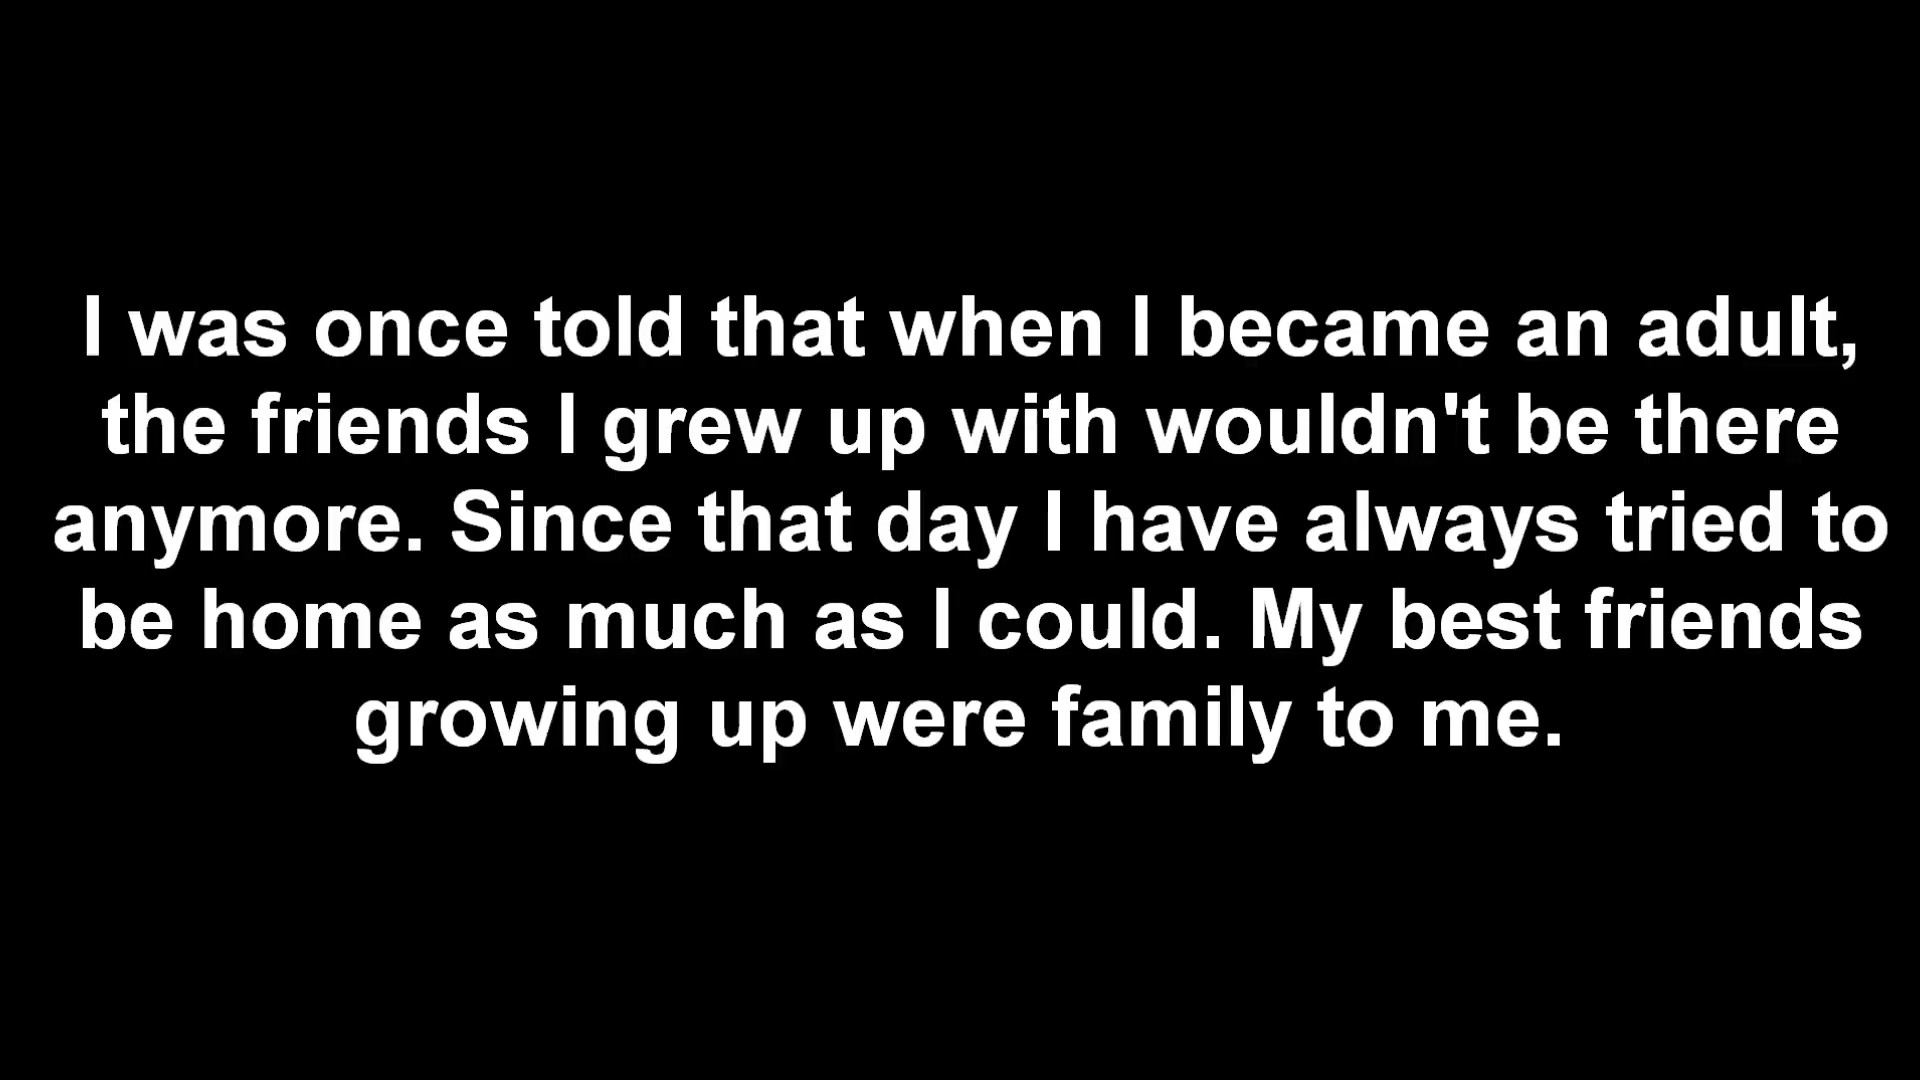 I was once told that when I became an adult,
the friends I grew up with wouldn't be there
anymore. Since that day I have always tried to
be home as much as I could. My best friends
growing up were family to me.